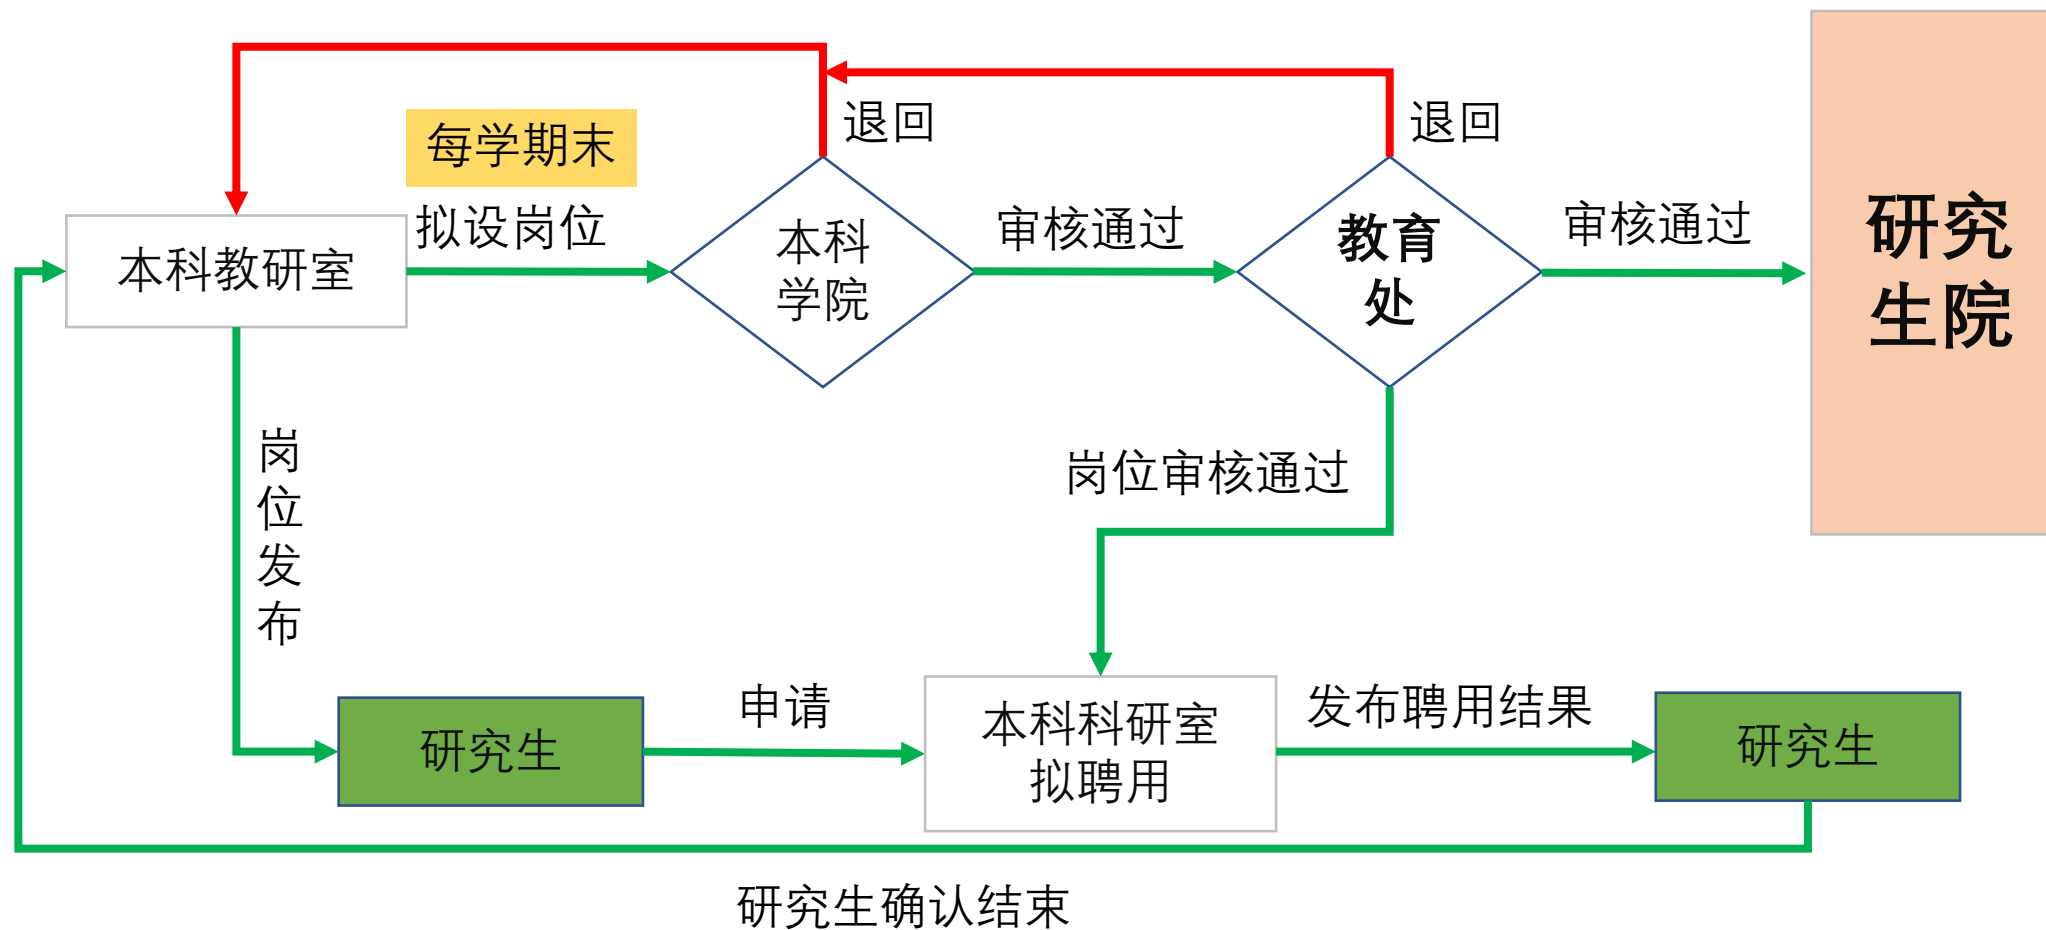 退回
退回
每学期末
拟设岗位
审核通过
审核通过
本科教研室
本科
学院
教育
处
研究
生院
岗
位
发
布
岗位审核通过
申请
发布聘用结果
研究生
本科科研室
拟聘用
研究生
研究生确认结束